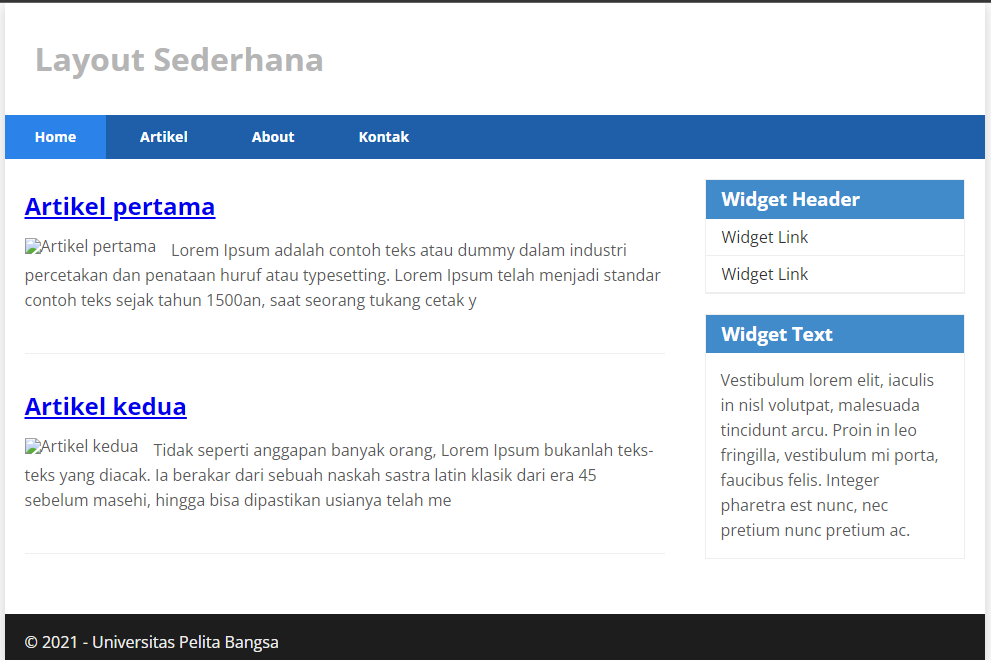 Layout Sederhana
Home Artikel About Kontak
Artikel pertama
Artikel pertama Lorem Ipsum adalah contoh teks atau dummy dalam industri
percetakan dan penataan huruf atau typesetting. Lorem Ipsum telah menjadi standar
contoh teks sejak tahun 1500an, saat seorang tukang cetak y
Artikel kedua
Artikel kedua Tidak seperti anggapan banyak orang, Lorem Ipsum bukanlah teks-
teks yang diacak. Ia berakar dari sebuah naskah sastra latin klasik dari era 45
sebelum masehi, hingga bisa dipastikan usianya telah me
Widget Header
Widget Link
Widget Link
Widget Text
Vestibulum lorem elit, iaculis
in nisl volutpat, malesuada
tincidunt arcu. Proin in leo
fringilla, vestibulum mi porta,
faucibus felis. Integer
pharetra est nunc, nec
pretium nunc pretium ac.
© 2021 - Universitas Pelita Bangsa